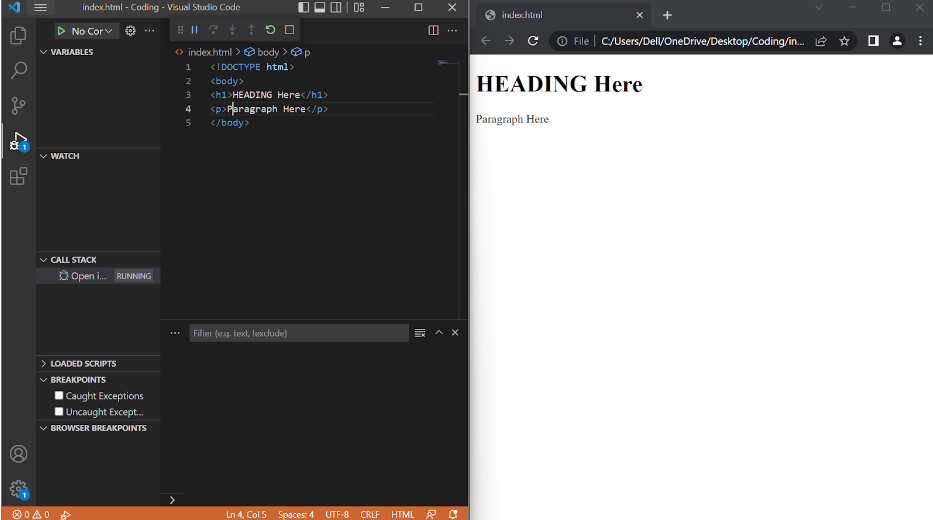 index.html - Coding - Visual Studio Code
No Cor
VARIABLES
WATCH
CALL STACK
Open i... RUNNING
LOADED SCRIPTS
BREAKPOINTS
Caught Exceptions
Uncaught Except...
BROWSER BREAKPOINTS
index.html > body > p
1 <!DOCTYPE html>
2 <body>
3 <h1>HEADING Here</h1>
4 <p>Paragraph Here</p>
5 </body>
Filter (e.g. text, !exclude)
1
1
0 0 Ln 4, Col 5 Spaces: 4 UTF-8 CRLF HTML
index.html
File C:/Users/Dell/OneDrive/Desktop/Coding/in...
HEADING Here
Paragraph Here